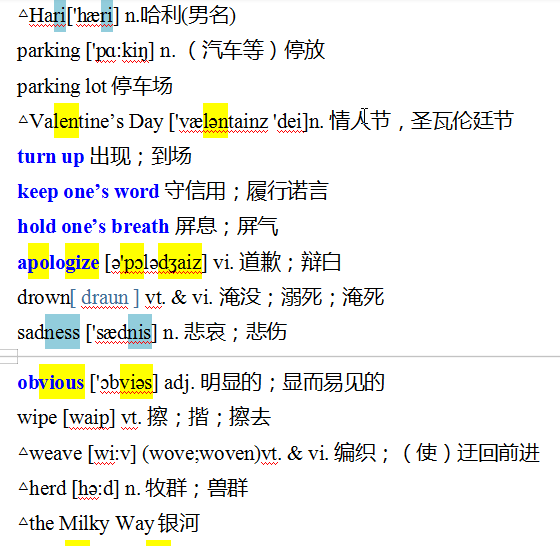 △Hari['hæri] n.哈利(男名)
parking ['pɑ:kiŋ] n. （汽车等）停放
parking lot 停车场
△Valentine’s Day ['væləntainz 'dei]n. 情人节，圣瓦伦廷节
turn up 出现；到场
keep one’s word 守信用；履行诺言
hold one’s breath 屏息；屏气
apologize [ə'pɔlədʒaiz] vi. 道歉；辩白
drown[ draun ] vt. & vi. 淹没；溺死；淹死
sadness ['sædnis] n. 悲哀；悲伤
obvious ['ɔbviəs] adj. 明显的；显而易见的
wipe [waip] vt. 擦；揩；擦去
△weave [wi:v] (wove;woven)vt. & vi. 编织；（使）迂回前进
△herd [hə:d] n. 牧群；兽群
△the Milky Way 银河